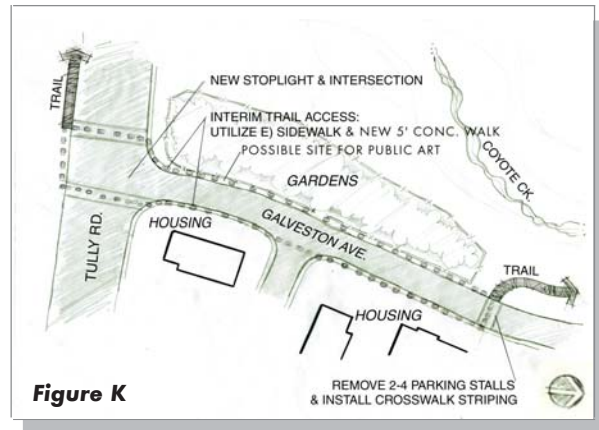 NEW STOPLIGHT & INTERSECTION
TRAIL
INTERIM TRAIL ACCESS:
UTILIZE E) SIDEWALK & NEW 5' CONC. WALK
POSSIBLE SITE FOR PUBLIC ART
COYOTE CK.
GARDENS
HOUSING
GALVESTON AVE.
TULLY RD.
TRAIL
HOUSING
REMOVE 2-4 PARKING STALLS
& INSTALL CROSSWALK STRIPING
Figure K